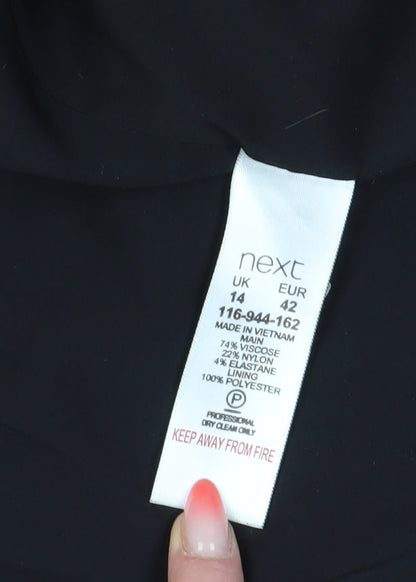 next
UK EUR
14 42
116-944-162
MADE IN VIETNAM
MAIN
74% VISCOSE
22% NYLON
4% ELASTANE
LINING
100% POLYESTER
P
PROFESSIONAL
DRY CLEAN ONLY
KEEP AWAY FROM FIRE